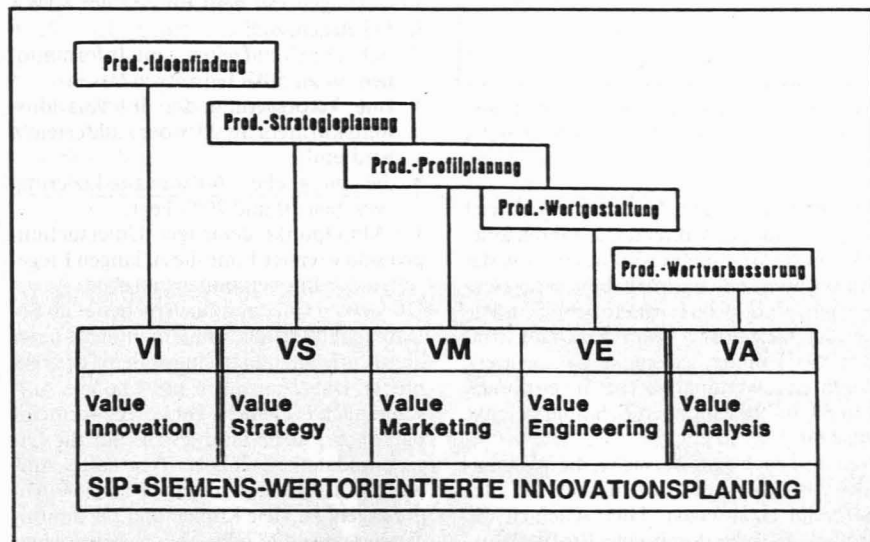 Prod.-Ideenfindung
Prod.-Strategieplanung
Prod.-Profilplanung
Prod.-Wertgestaltung
Prod.-Wertverbesserung
VI VS VM VE VA
Value Value Value Value Value
Innovation Strategy Marketing Engineering Analysis
SIP-SIEMENS-WERTORIENTIERTE INNOVATIONSPLANUNG